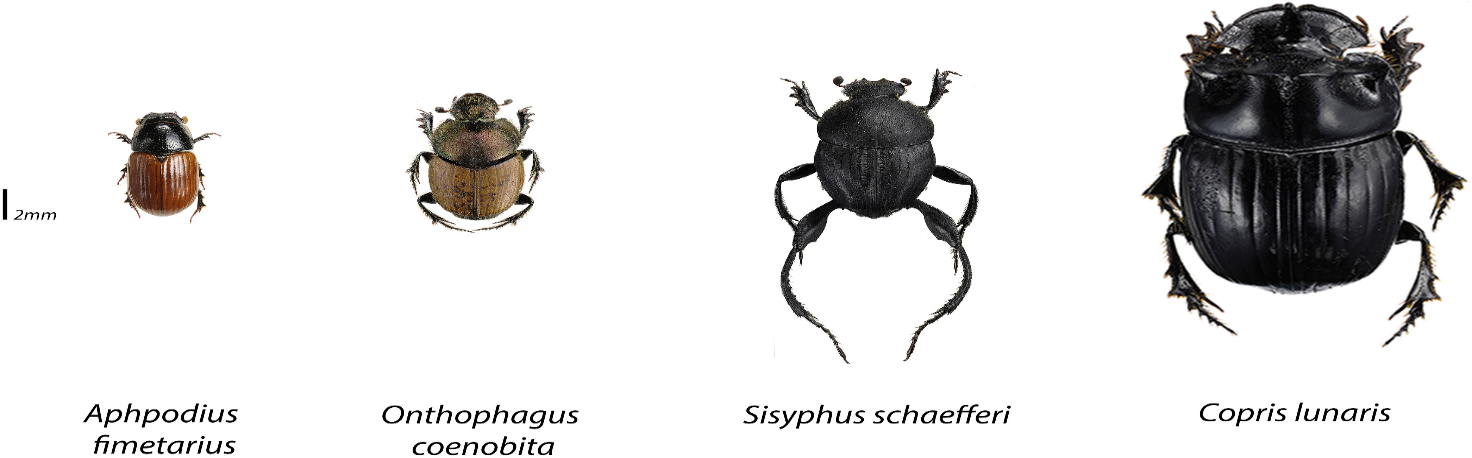 2mm
Aphpodius
fimetarius
Onthophagus
coenobita
Sisyphus schaefferi
Copris lunaris